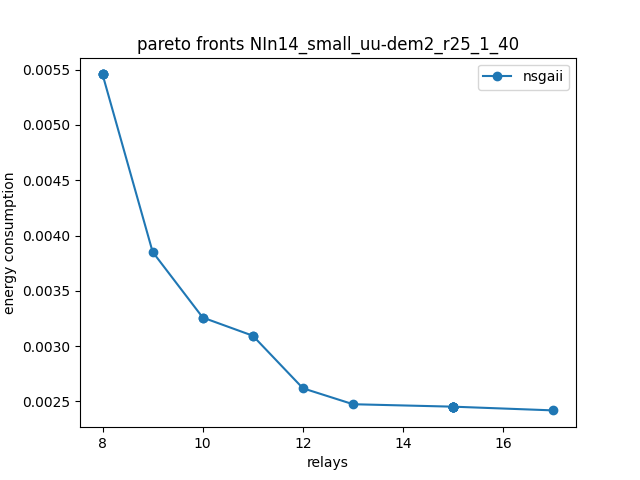 pareto fronts NIn14_small_uu-dem2_r25_1_40
nsgaii
0.0055
0.0050
0.0045
0.0040
0.0035
0.0030
0.0025
energy consumption
8 10 12 14 16
relays